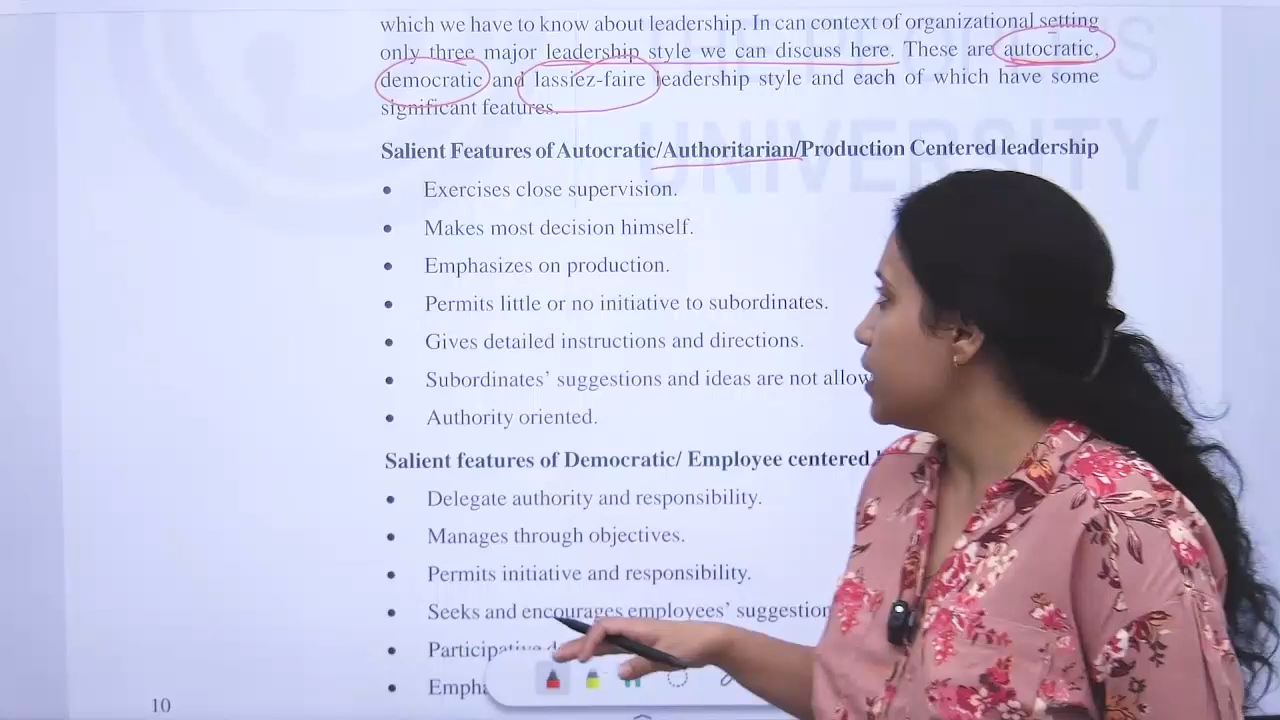 which we have to know about leadership. In can context of organizational setting
only three major leadership style we can discuss here. These are autocratic,
democratic and lassiez-faire leadership style and each of which have some
significant features.
UNIVERSITY
Salient Features of Autocratic/Authoritarian/Production Centered leadership
• Exercises close supervision.
• Makes most decision himself.
• Emphasizes on production.
• Permits little or no initiative to subordinates.
• Gives detailed instructions and directions.
• Subordinates’ suggestions and ideas are not
• Authority oriented.
Salient features of Democratic/ Employee centered
• Delegate authority and responsibility.
• Manages through objectives.
• Permits initiative and responsibility.
• Seeks and encourages employees’
10